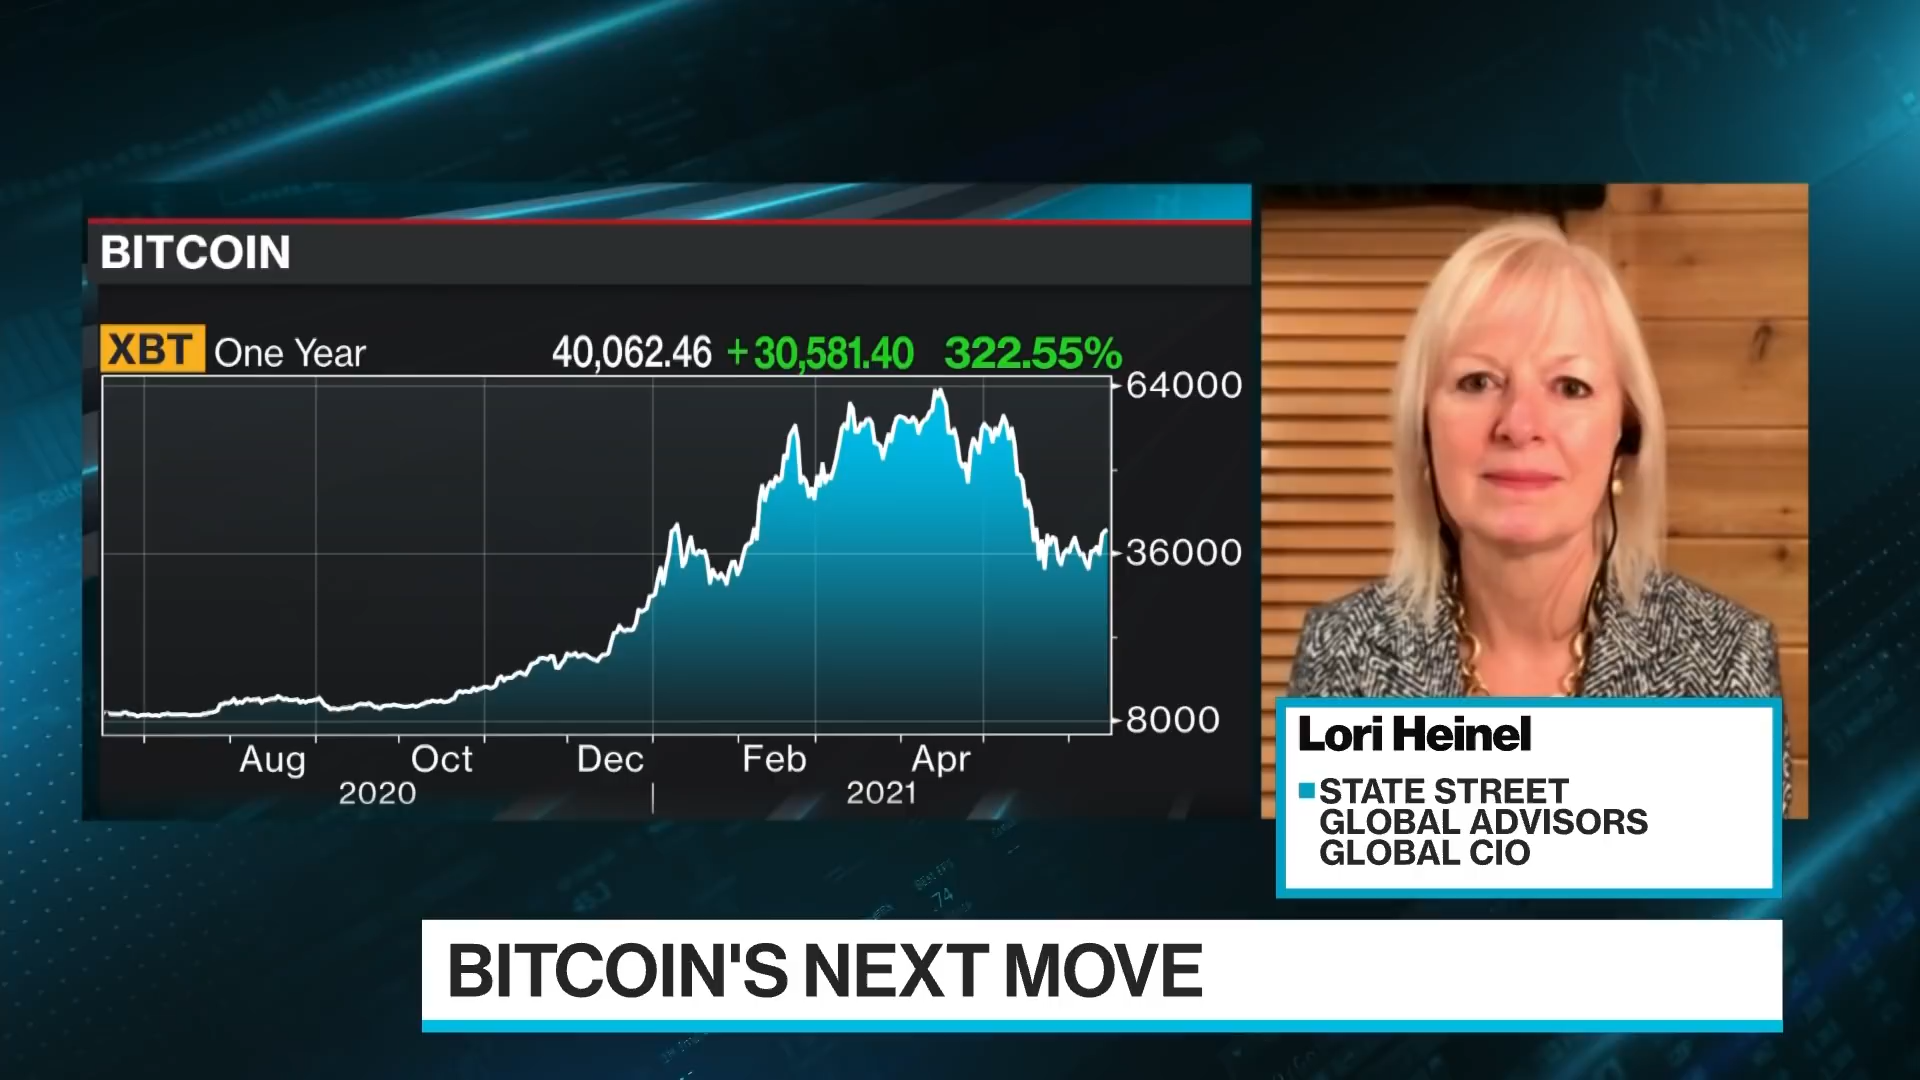 BITCOIN
XBT One Year 40,062.46 +30,581.40 322.55%
64000
36000
8000
Aug Oct Dec Feb Apr
2020 2021
Lori Heinel
STATE STREET
GLOBAL ADVISORS
GLOBAL CIO
BITCOIN'S NEXT MOVE